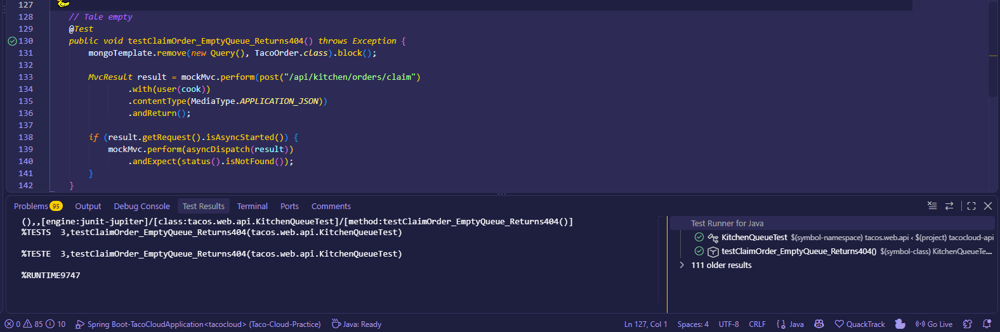 127
128 // Tale empty
129 @Test
130 public void testClaimOrder_EmptyQueue_Returns404() throws Exception {
131 mongoTemplate.remove(new Query(), TacoOrder.class).block();
132
133 MvcResult result = mockMvc.perform(post("/api/kitchen/orders/claim")
134 .with(user(cook))
135 .contentType(MediaType.APPLICATION_JSON))
136 .andReturn();
137
138 if (result.getRequest().isAsyncStarted()) {
139 mockMvc.perform(asyncDispatch(result))
140 .andExpect(status().isNotFound());
141 }
142 }
Problems 95 Output Debug Console Test Results Terminal Ports Comments
(),,[engine:junit-jupiter]/[class:tacos.web.api.KitchenQueueTest]/[method:testClaimOrder_EmptyQueue_Returns404()]
%TESTS 3,testClaimOrder_EmptyQueue_Returns404(tacos.web.api.KitchenQueueTest)
%TESTE 3,testClaimOrder_EmptyQueue_Returns404(tacos.web.api.KitchenQueueTest)
%RUNTIME9747
Test Runner for Java
KitchenQueueTest $(symbol-namespace) tacos.web.api < $(project) tacocloud-api
testClaimOrder_EmptyQueue_Returns404() $(symbol-class) KitchenQueueTe...
111 older results
0 85 10 Spring Boot-TacoCloudApplication<tacocloud> (Taco-Cloud-Practice) Java: Ready Ln 127, Col 1 Spaces: 4 UTF-8 CRLF {} Java QuackTrack Go Live